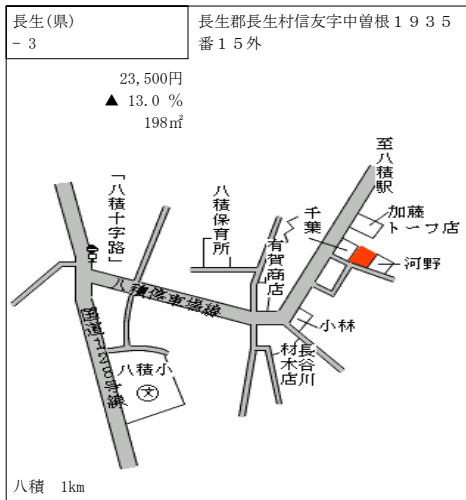 長生(県)
- 3
長生郡長生村信友字中曽根１９３５
番１５外
23,500円
▲ 13.0 %
198㎡
至八積駅
加藤
トーフ店
千葉
河野
「八積十字路」
八積保育所
有賀商店
八積停車場線
小林
長谷川
材木店
国道128号線
八積小
文
八積 1km